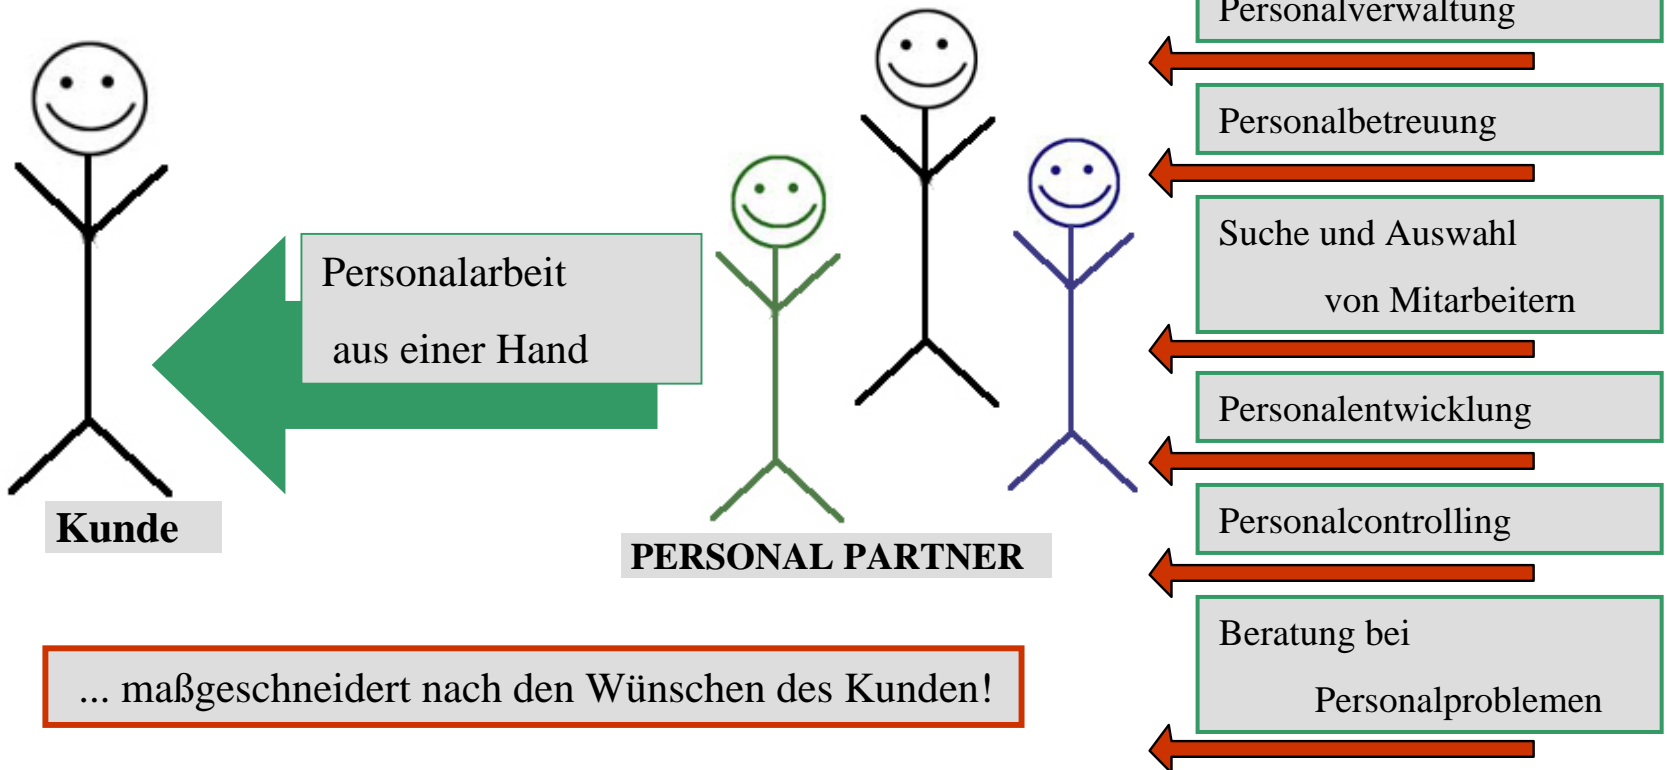 Personalverwaltung
Personalbetreuung
Suche und Auswahl
von Mitarbeitern
Personalarbeit
aus einer Hand
Personalentwicklung
Personalcontrolling
Kunde
PERSONAL PARTNER
Beratung bei
Personalproblemen
... maßgeschneidert nach den Wünschen des Kunden!